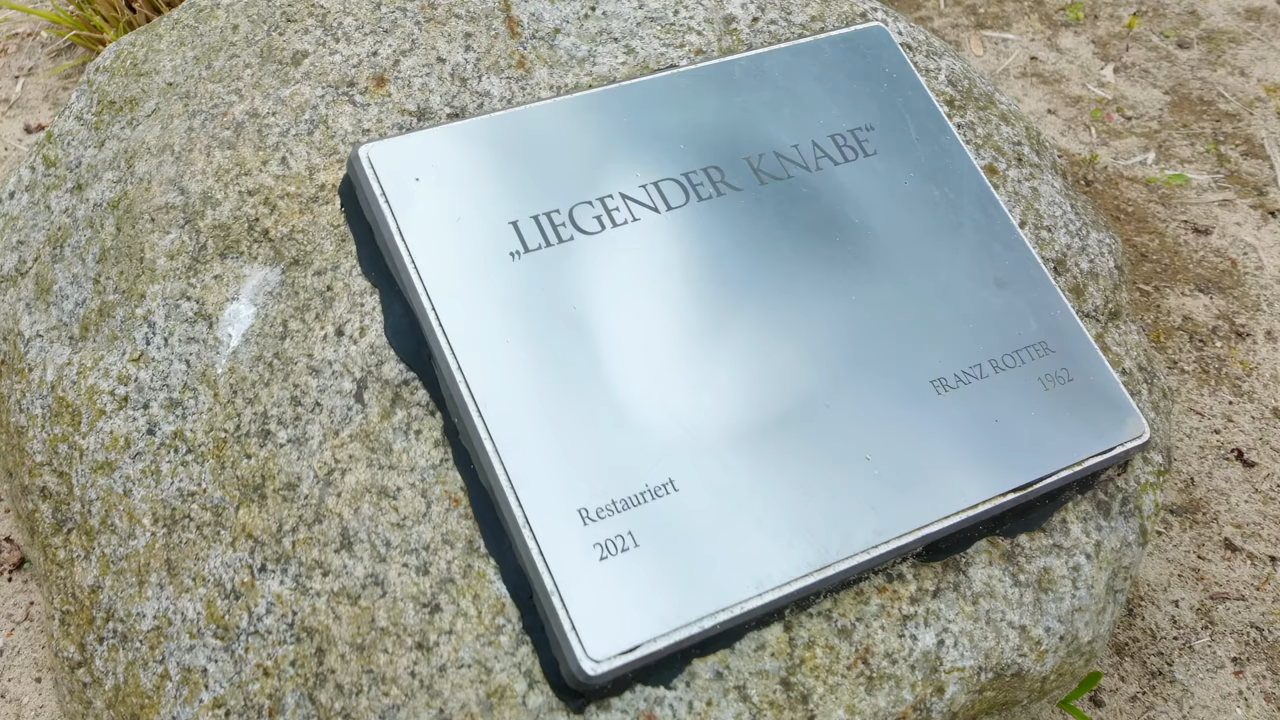 „LIEGENDER KNABE“
FRANZ ROTTER
1962
Restauriert
2021